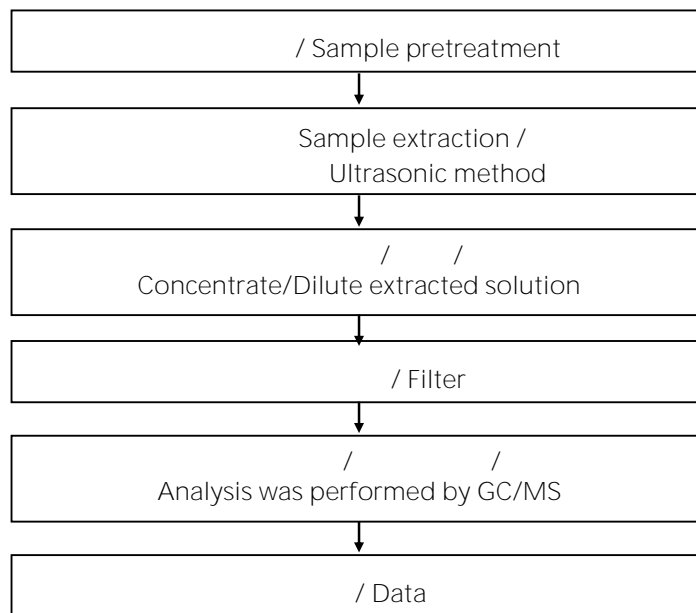 / Sample pretreatment
Sample extraction /
Ultrasonic method
/ /
Concentrate/Dilute extracted solution
/ Filter
/ /
Analysis was performed by GC/MS
/ Data